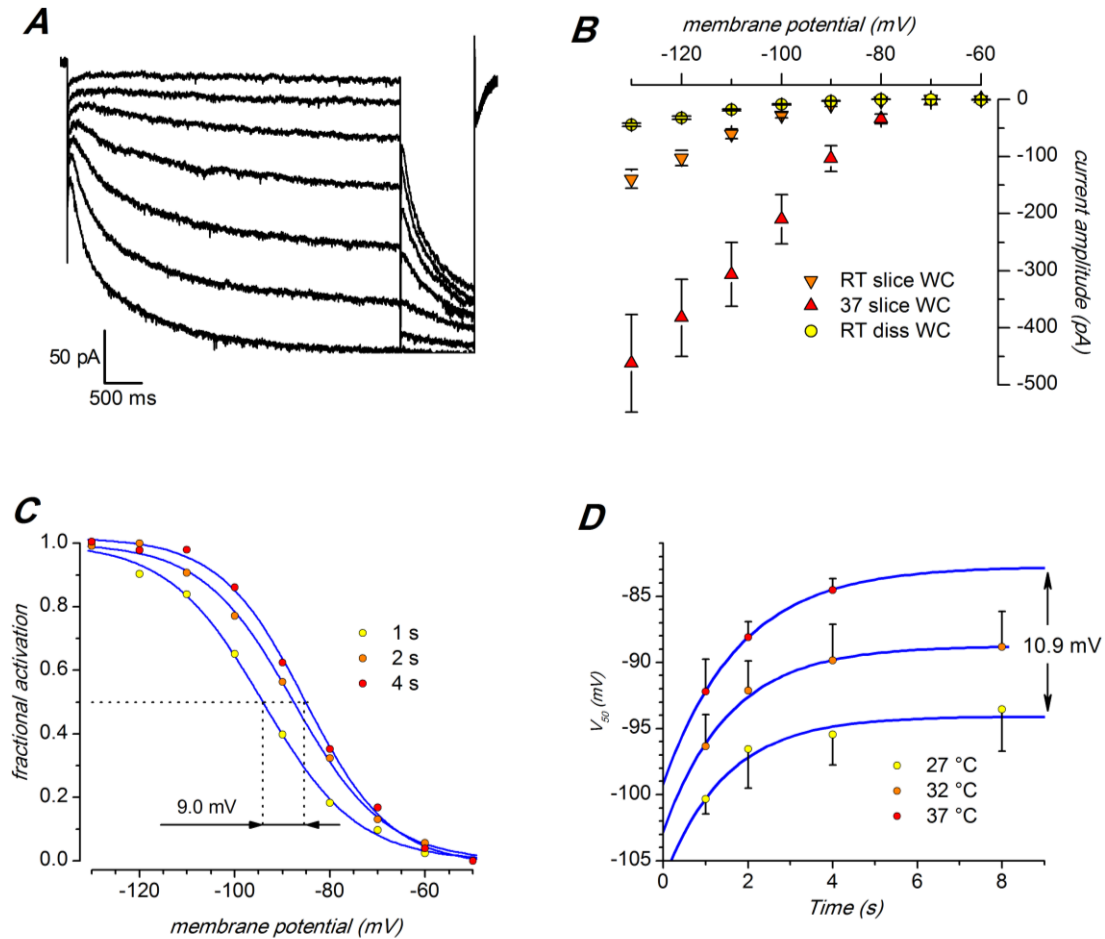 A
50 pA
500 ms
B
membrane potential (mV)
-120 -100 -80 -60
0
-100
-200
-300
-400
-500
current amplitude (pA)
RT slice WC
37 slice WC
RT diss WC
C
1.0
0.8
0.6
0.4
0.2
0.0
fractional activation
1 s
2 s
4 s
9.0 mV
-120 -100 -80 -60
membrane potential (mV)
D
-85
-90
-95
-100
-105
V50 (mV)
10.9 mV
27 °C
32 °C
37 °C
0 2 4 6 8
Time (s)